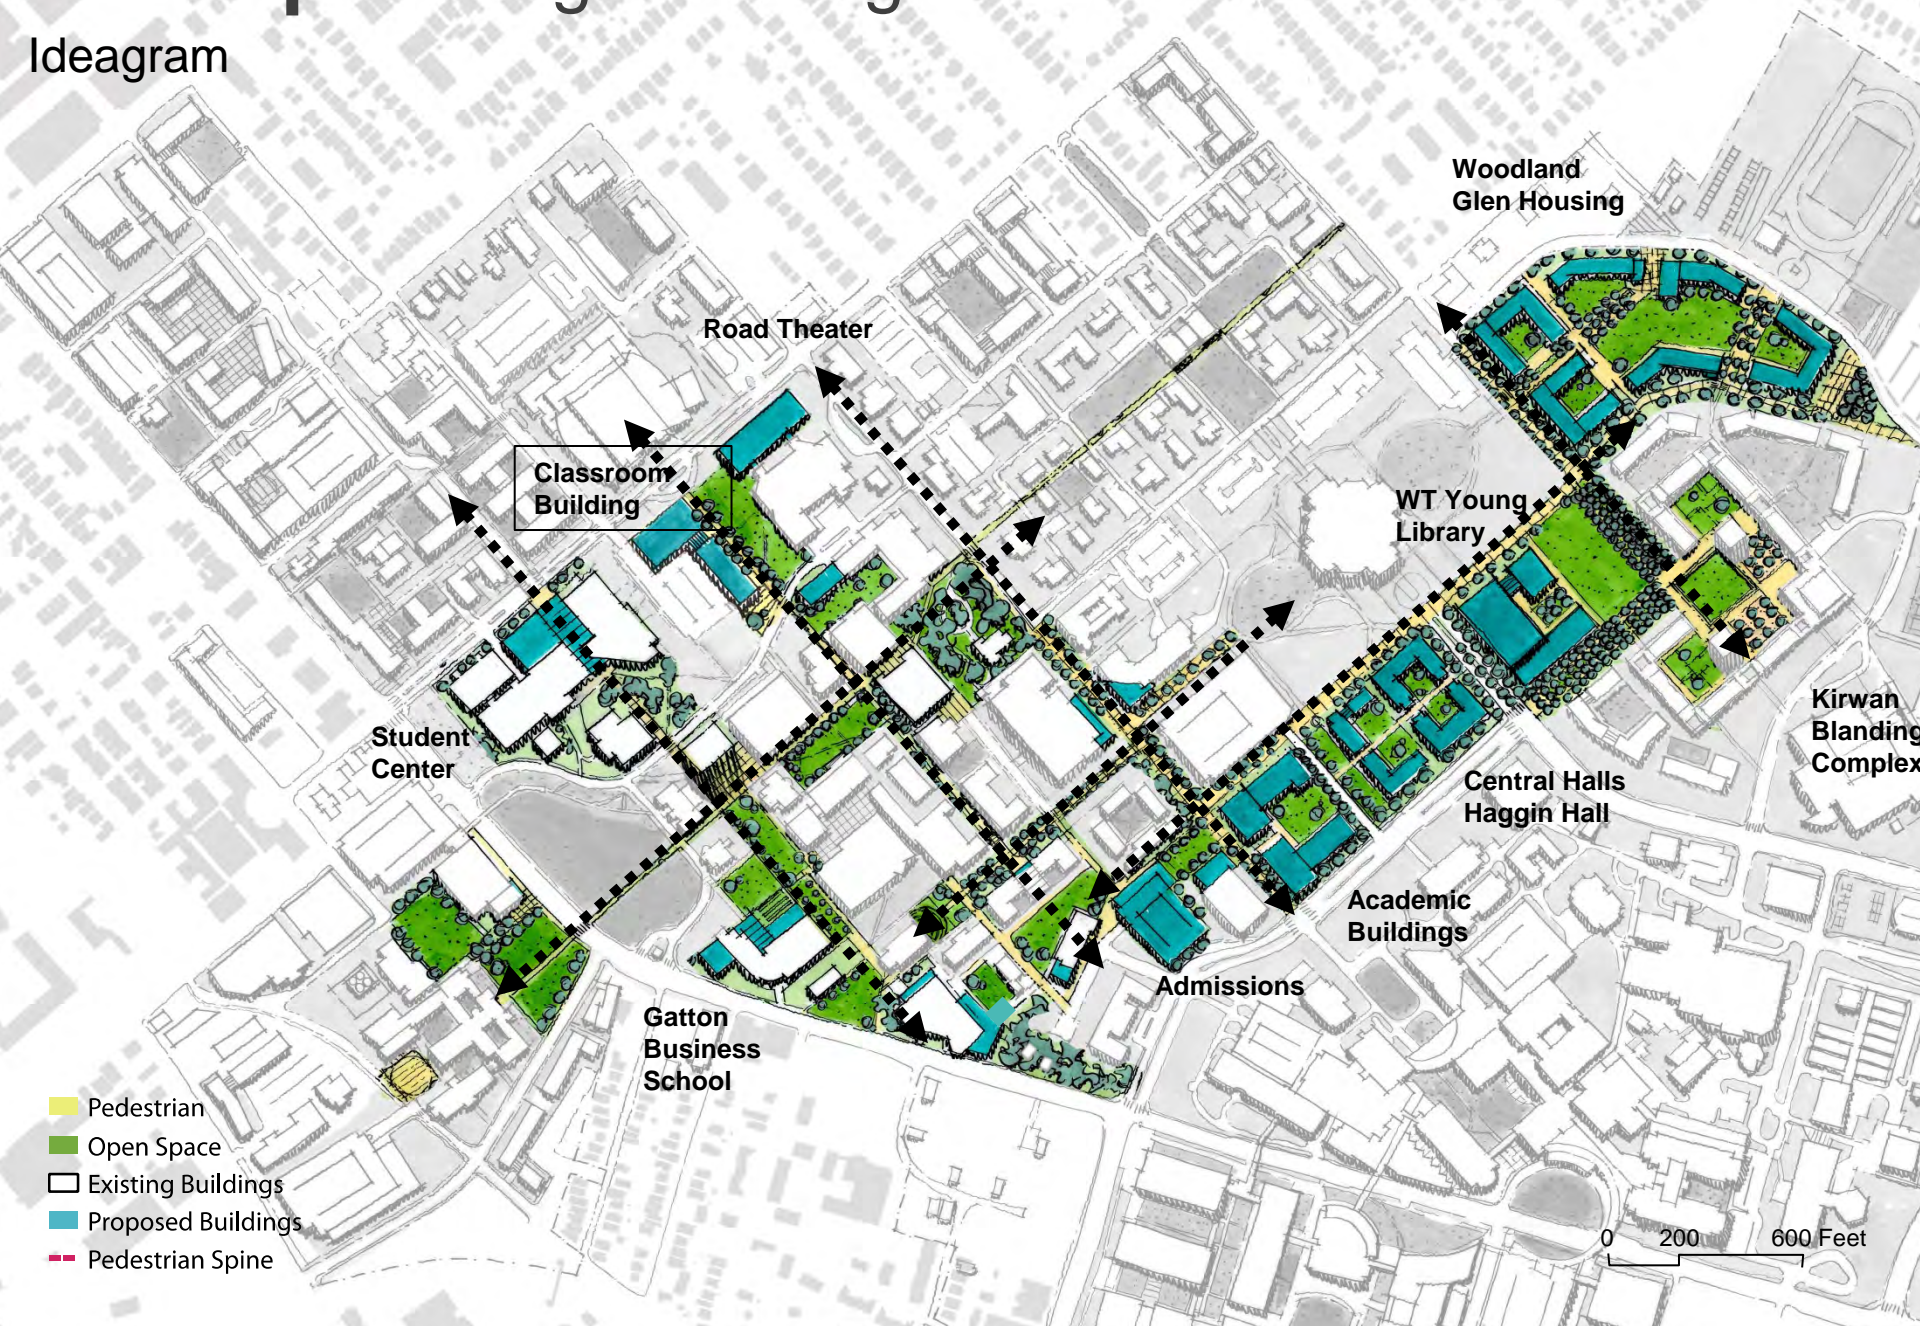 Ideagram
Woodland
Glen Housing
Road Theater
Classroom
Building
WT Young
Library
Student
Center
Kirwan
Blanding
Complex
Central Halls
Haggin Hall
Academic
Buildings
Admissions
Gatton
Business
School
Pedestrian
Open Space
Existing Buildings
Proposed Buildings
Pedestrian Spine
0 200 600 Feet